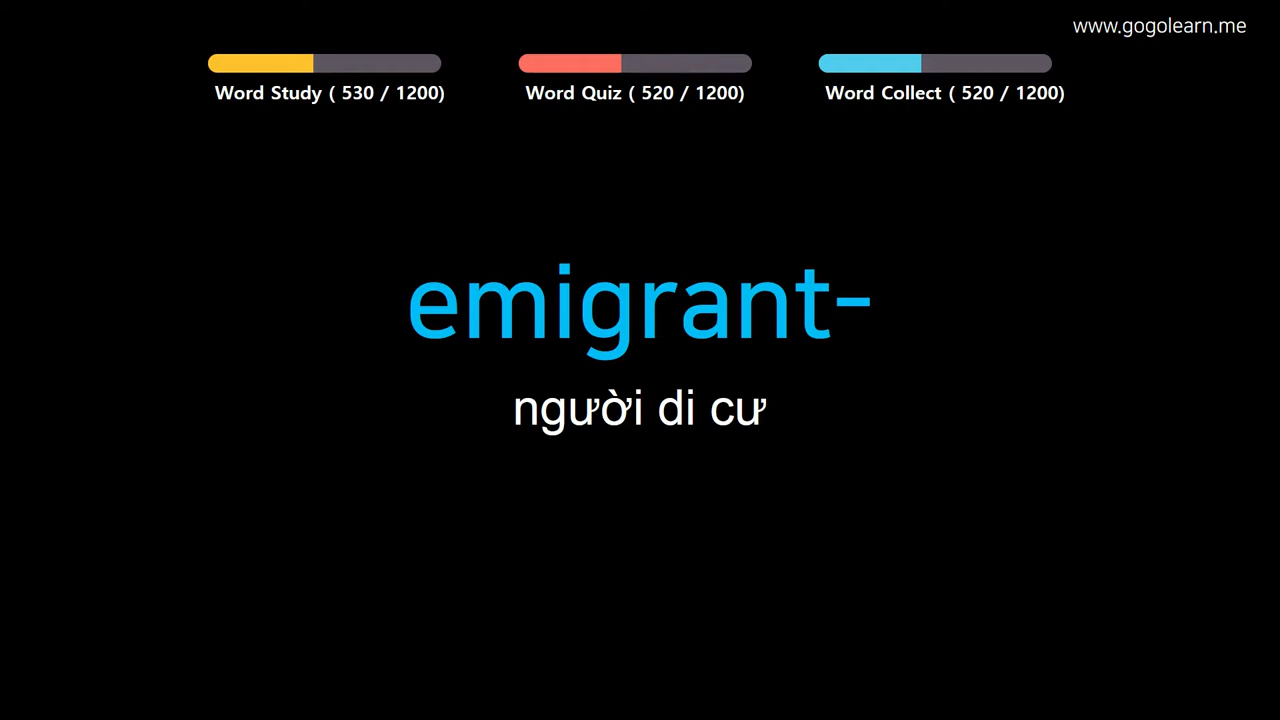 www.gogolearn.me
Word Study ( 530 / 1200)
Word Quiz ( 520 / 1200)
Word Collect ( 520 / 1200)
emigrant-
người di cư